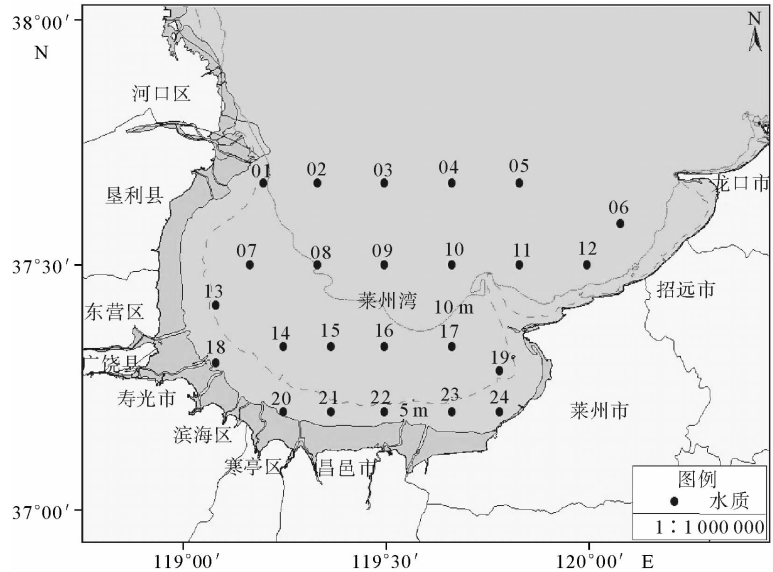 38°00′
N
N
河口区
01
02
03
04
05
垦利县
龙口市
06
07
08
09
10
11
12
37°30′
莱州湾
10 m
招远市
13
东营区
14
15
16
17
广饶县
18
19
寿光市
20
21
22
5 m
23
24
莱州市
滨海区
寒亭区
昌邑市
图例
水质
1∶1 000 000
37°00′
119°00′
119°30′
120°00′ E